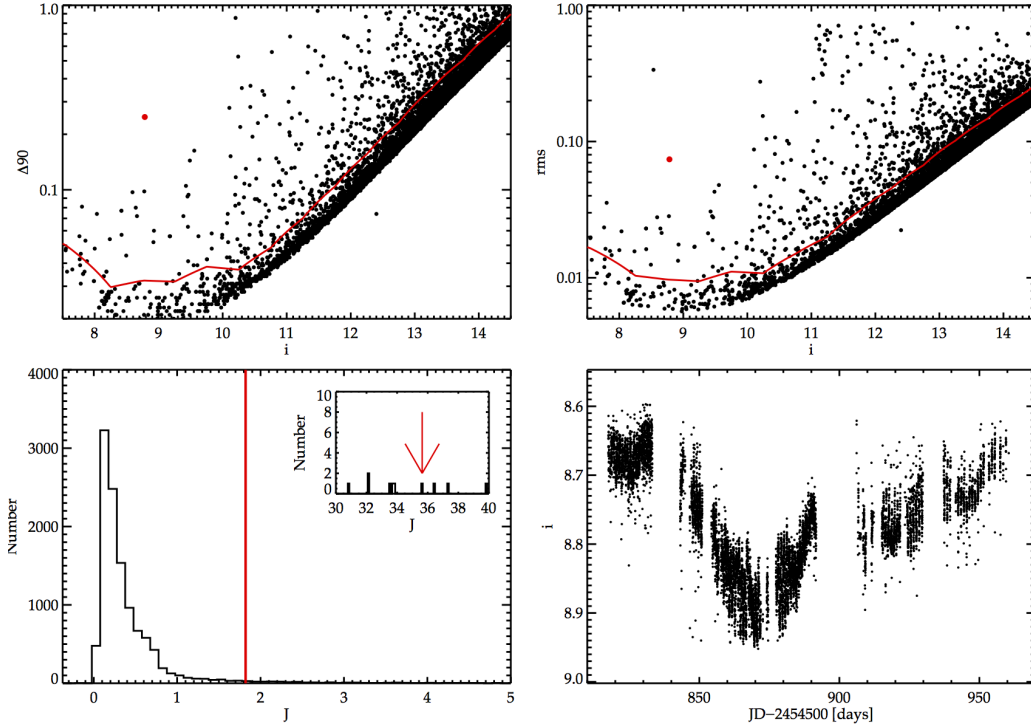 1.0
0.1
Δ90
8 9 10 11 12 13 14
i
1.00
0.10
0.01
rms
8 9 10 11 12 13 14
i
4000
3000
2000
1000
0
Number
0 1 2 3 4 5
J
10
8
6
4
2
0
Number
30 32 34 36 38 40
J
8.6
8.7
8.8
8.9
9.0
i
850 900 950
JD−2454500 [days]